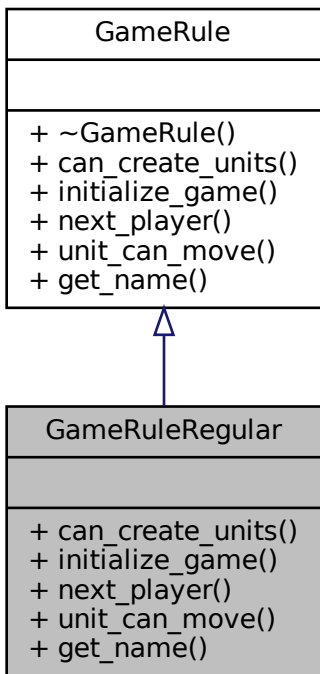 GameRule
+ ~GameRule()
+ can_create_units()
+ initialize_game()
+ next_player()
+ unit_can_move()
+ get_name()
GameRuleRegular
+ can_create_units()
+ initialize_game()
+ next_player()
+ unit_can_move()
+ get_name()